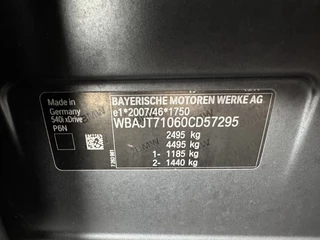 Made in
Germany
540i xDrive
P6N
BAYERISCHE MOTOREN WERKE AG
e1*2007/46*1750
WBAJT71060CD57295
2495 kg
4495 kg
1- 1185 kg
2- 1440 kg